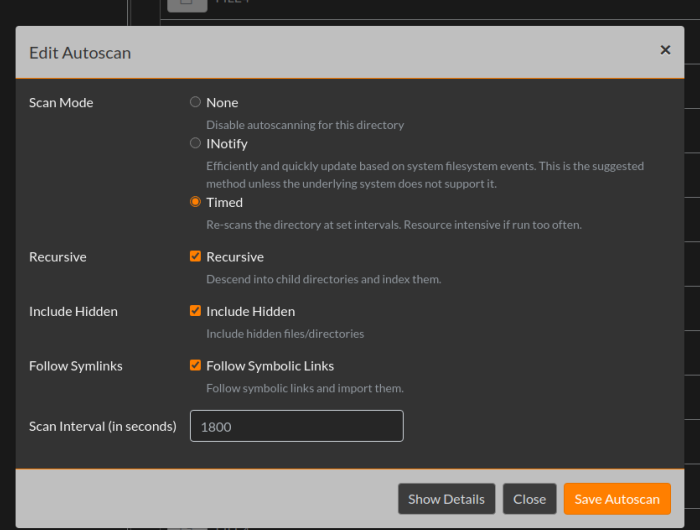 Edit Autoscan
×
Scan Mode
None
Disable autoscanning for this directory
INotify
Efficiently and quickly update based on system filesystem events. This is the suggested
method unless the underlying system does not support it.
Timed
Re-scans the directory at set intervals. Resource intensive if run too often.
Recursive
Recursive
Descend into child directories and index them.
Include Hidden
Include Hidden
Include hidden files/directories
Follow Symlinks
Follow Symbolic Links
Follow symbolic links and import them.
Scan Interval (in seconds)
1800
Show Details
Close
Save Autoscan